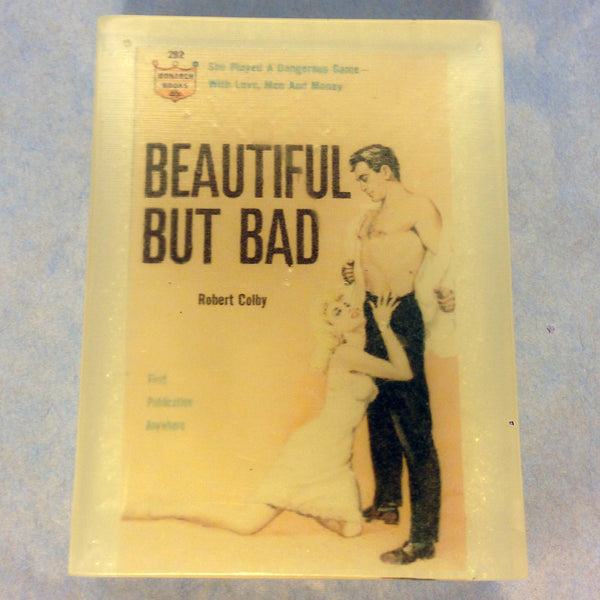 292
MONARCH
BOOKS
35c
She Played A Dangerous Game—
With Love, Men And Money
BEAUTIFUL
BUT BAD
Robert Colby
First
Publication
Anywhere